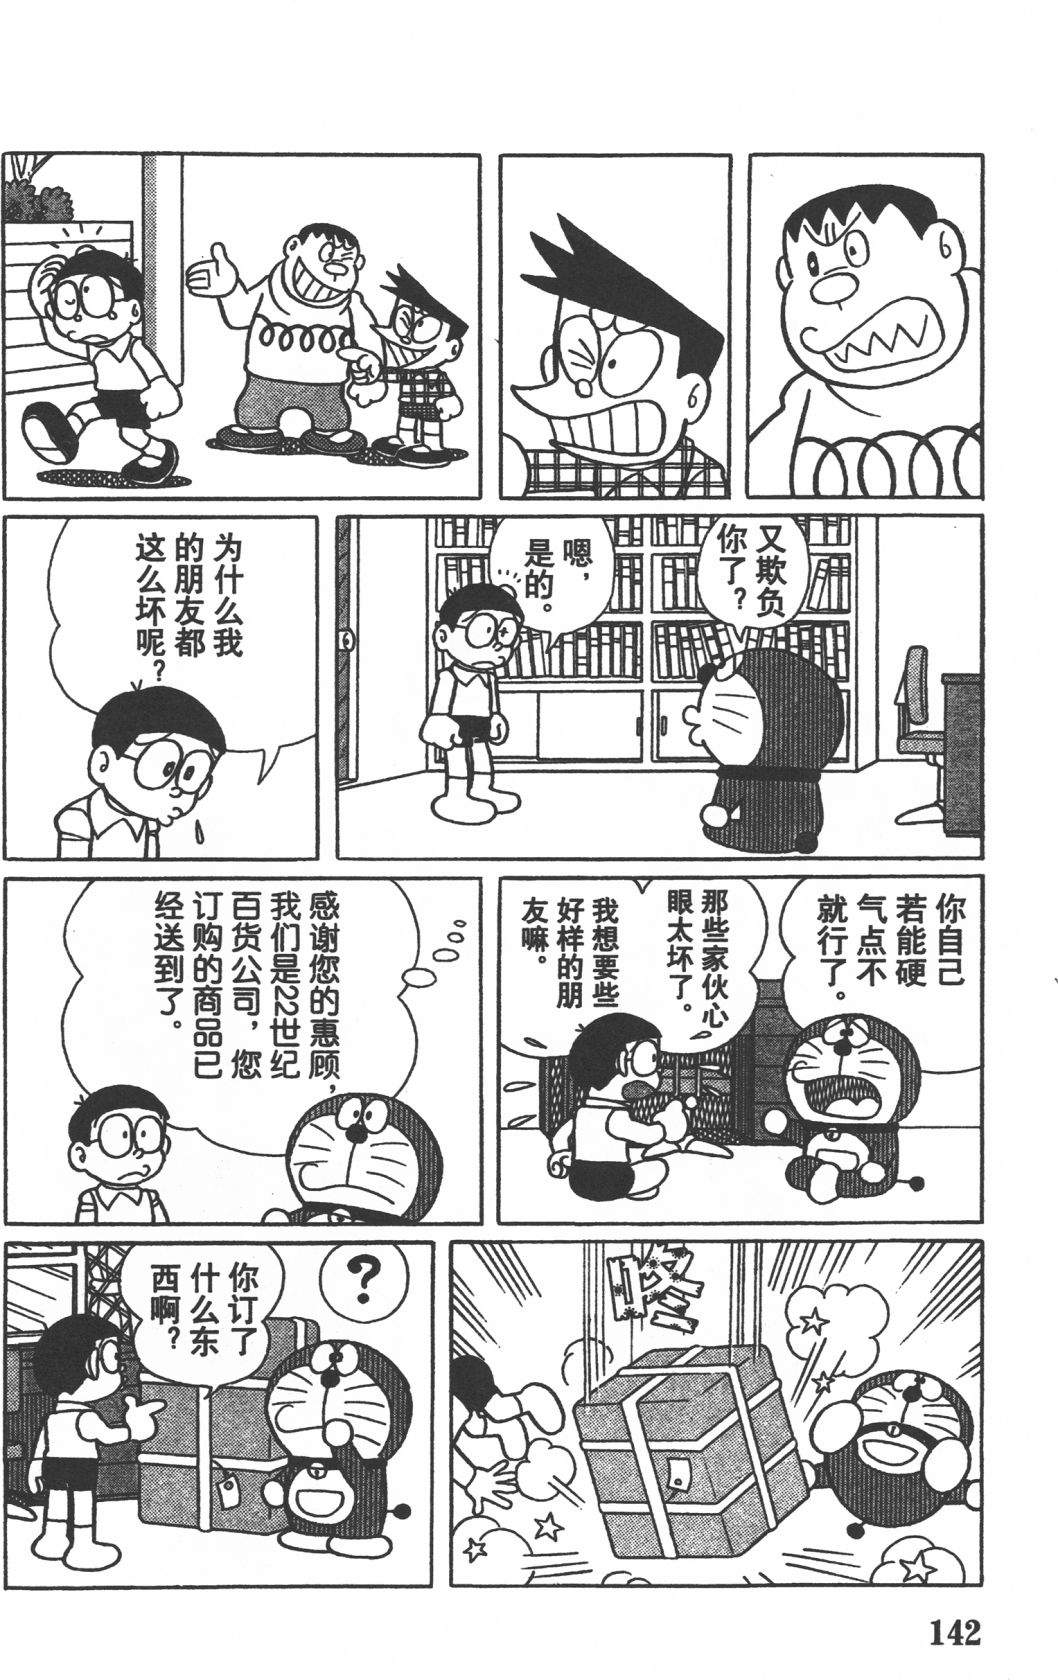 又欺负
你了？
嗯，
是的。
为什么我
的朋友都
这么坏呢？
你自己
若能硬
气点不
就行了。
那些家伙心
眼太坏了。
我想要些
好样的朋
友嘛。
感谢您的惠顾，
我们是22世纪
百货公司，您
订购的商品已
经送到了。
？
你订了
什么东
西啊？
142